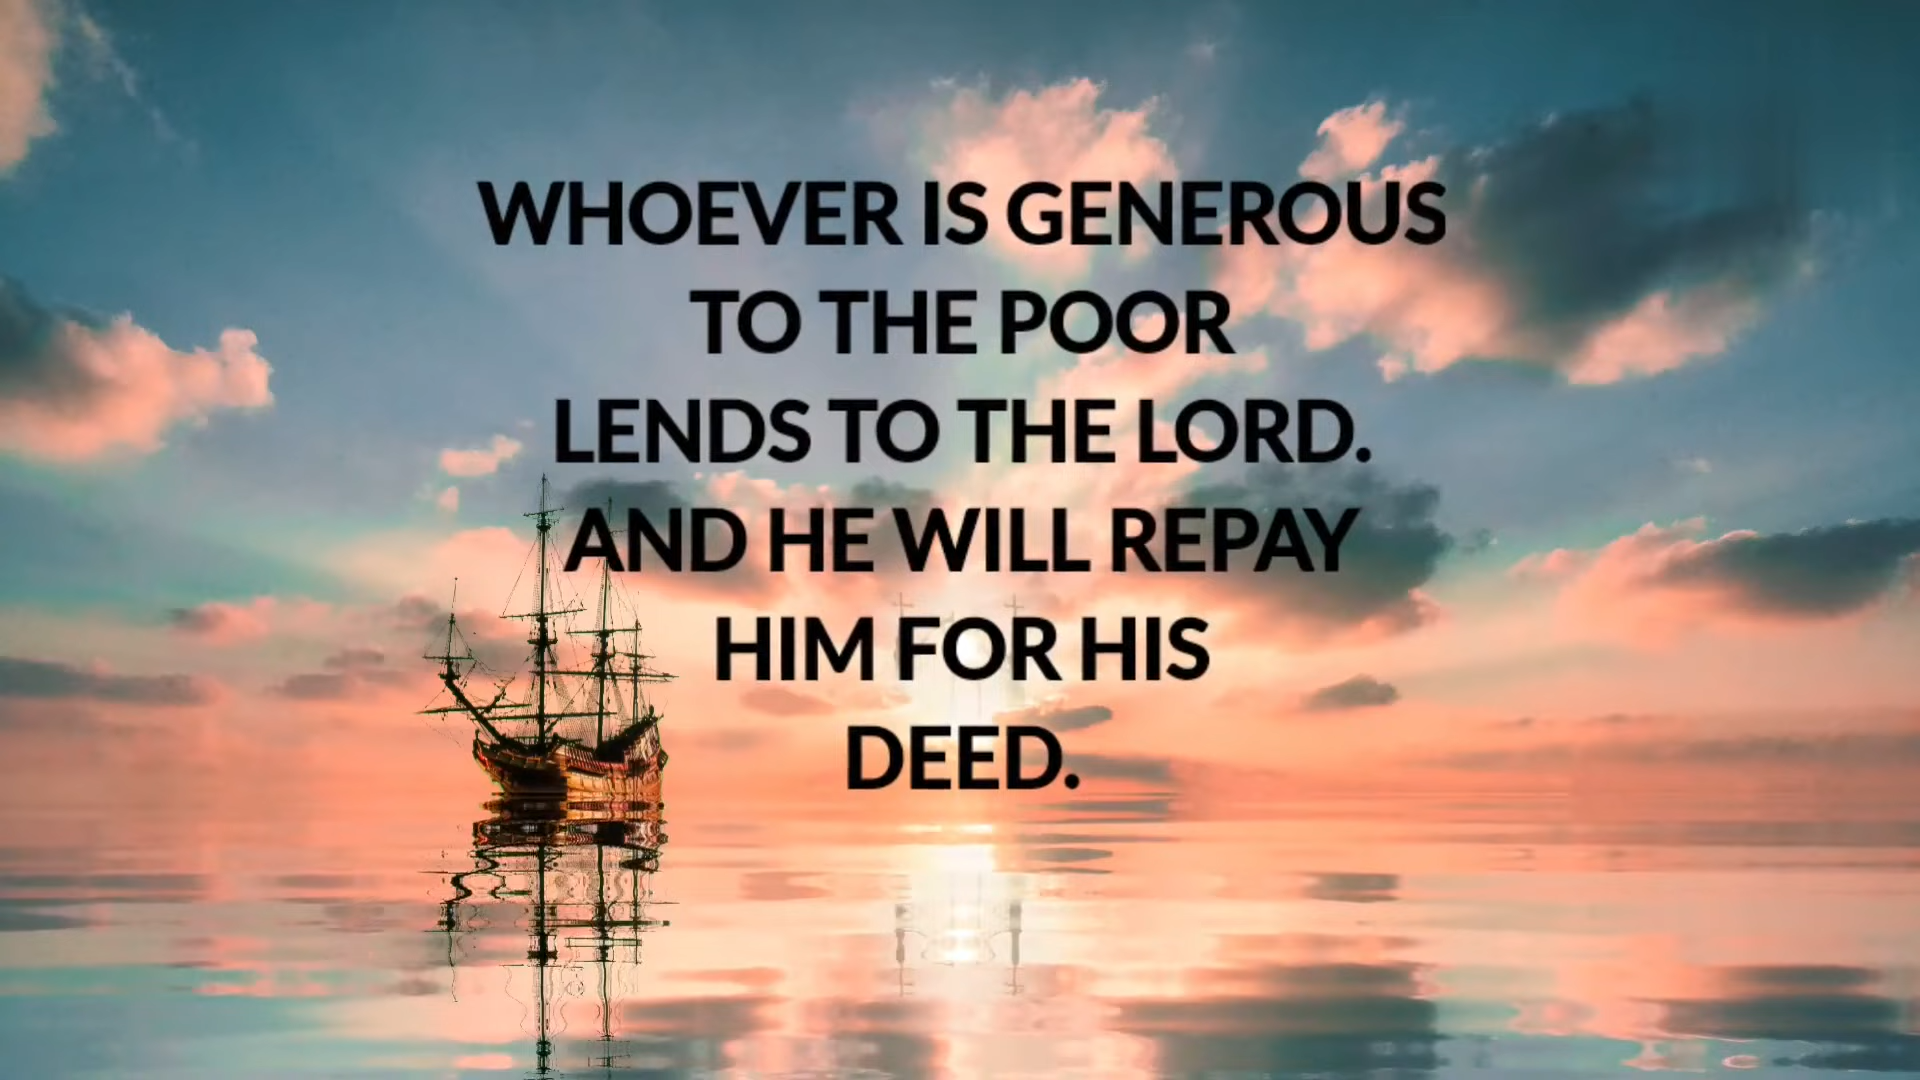 WHOEVER IS GENEROUS
TO THE POOR
LENDS TO THE LORD.
AND HE WILL REPAY
HIM FOR HIS
DEED.